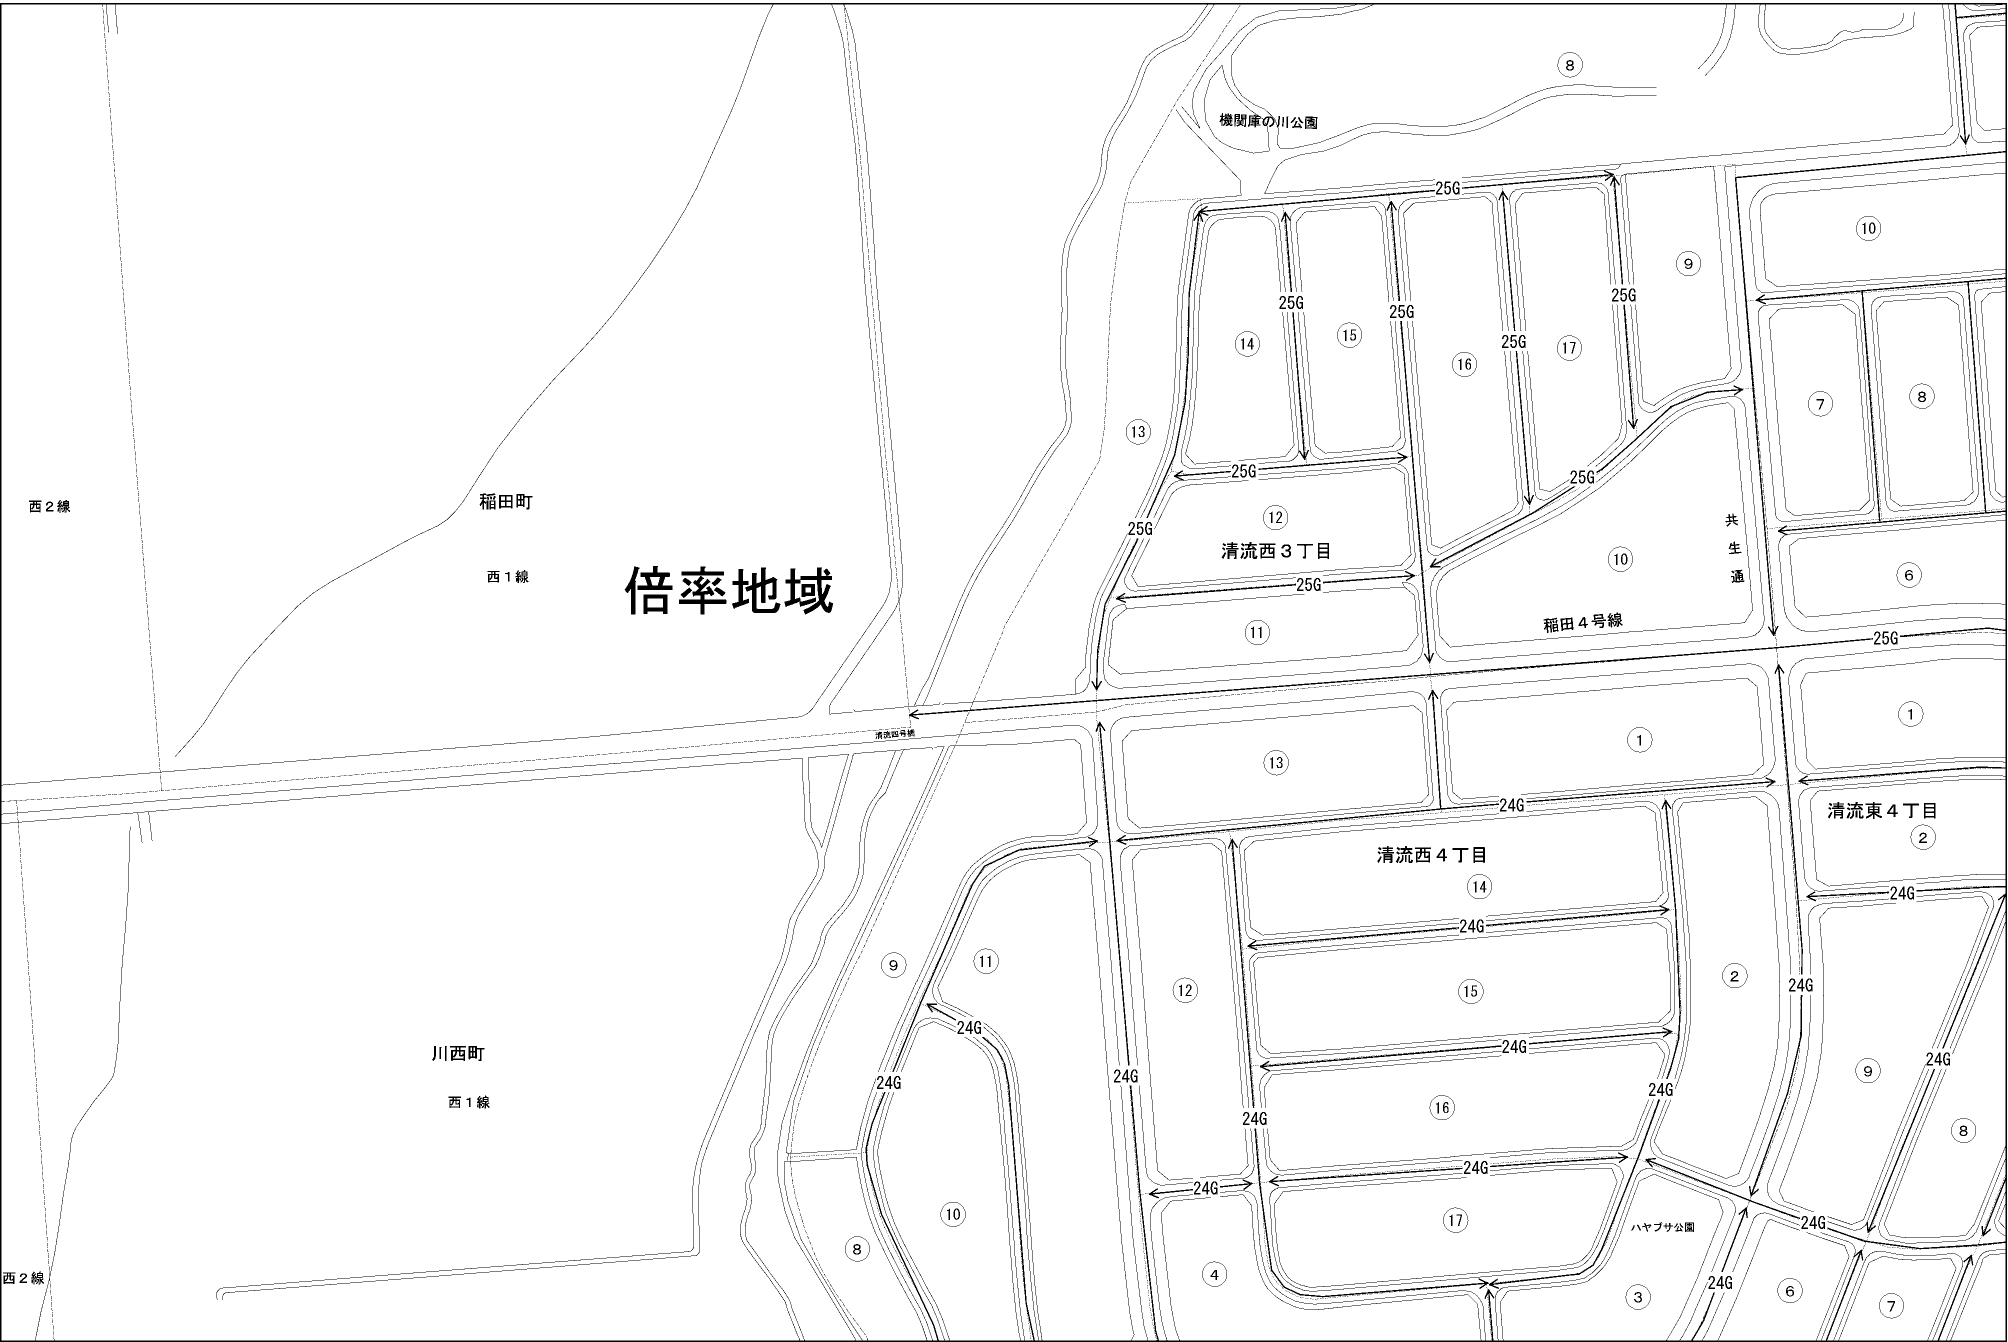 ⑧
機関庫の川公園
25G
⑩
⑨
25G
25G
25G
25G
⑭
⑮
⑯
25G
⑰
⑦
⑧
⑬
25G
25G
西２線
稲田町
⑫
25G
共生通
清流西３丁目
⑩
⑥
西１線
倍率地域
25G
⑪
稲田４号線
25G
①
清流四号橋
⑬
①
24G
清流東４丁目
②
清流西４丁目
⑭
24G
24G
⑨
⑪
⑫
⑮
②
24G
24G
川西町
24G
24G
24G
⑨
24G
24G
西１線
⑯
24G
24G
⑧
24G
24G
⑩
⑰
ハヤブサ公園
24G
⑧
西２線
④
24G
③
⑥
⑦